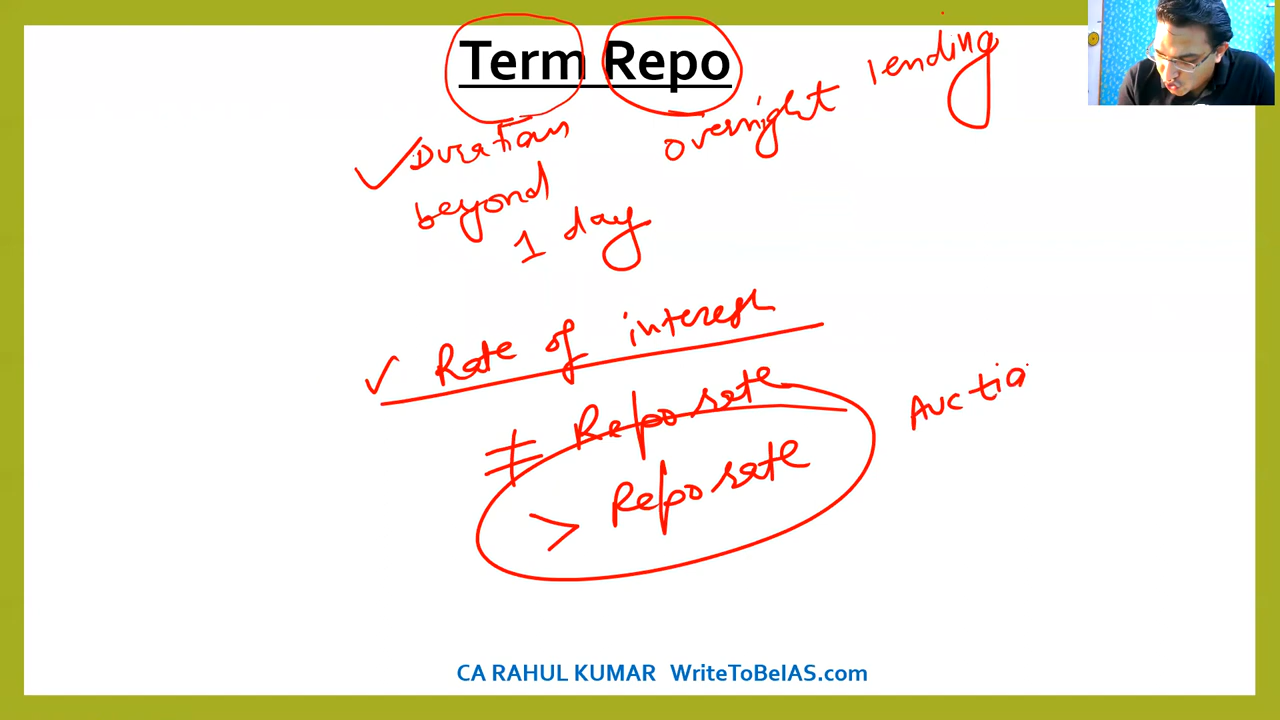 Term Repo
overnight lending
✓ Duration
beyond
1 day
✓ Rate of interest
≠ Repo rate
> Repo rate
Auctio
CA RAHUL KUMAR WriteToBeIAS.com